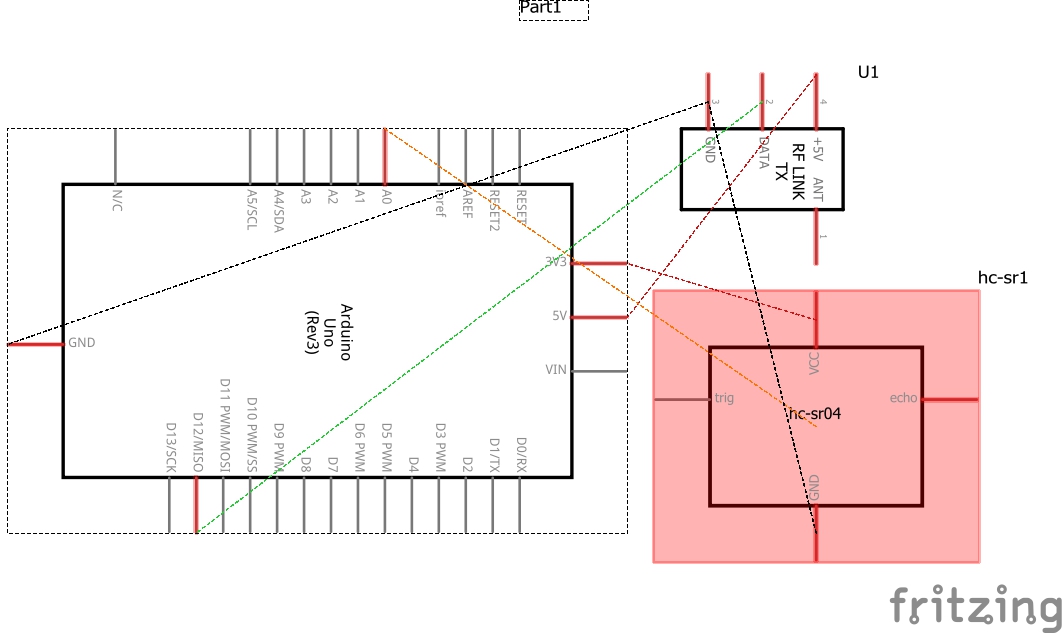 Part1
U1
3
2
4
GND
DATA
+5V
RF LINK
TX
ANT
1
N/C
A5/SCL
A4/SDA
A3
A2
A1
A0
ioref
AREF
RESET2
RESET
3V3
5V
VIN
GND
Arduino
Uno
(Rev3)
D13/SCK
D12/MISO
D11 PWM/MOSI
D10 PWM/SS
D9 PWM
D8
D7
D6 PWM
D5 PWM
D4
D3 PWM
D2
D1/TX
D0/RX
hc-sr1
VCC
trig
echo
hc-sr04
GND
fritzing